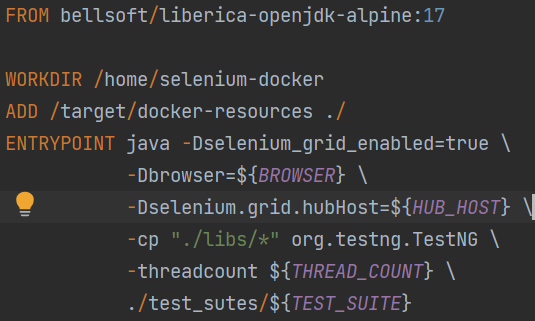 FROM bellsoft/liberica-openjdk-alpine:17
WORKDIR /home/selenium-docker
ADD /target/docker-resources ./
ENTRYPOINT java -Dselenium_grid_enabled=true \
-Dbrowser=${BROWSER} \
-Dselenium.grid.hubHost=${HUB_HOST} \
-cp "./libs/*" org.testng.TestNG \
-threadcount ${THREAD_COUNT} \
./test_sutes/${TEST_SUITE}